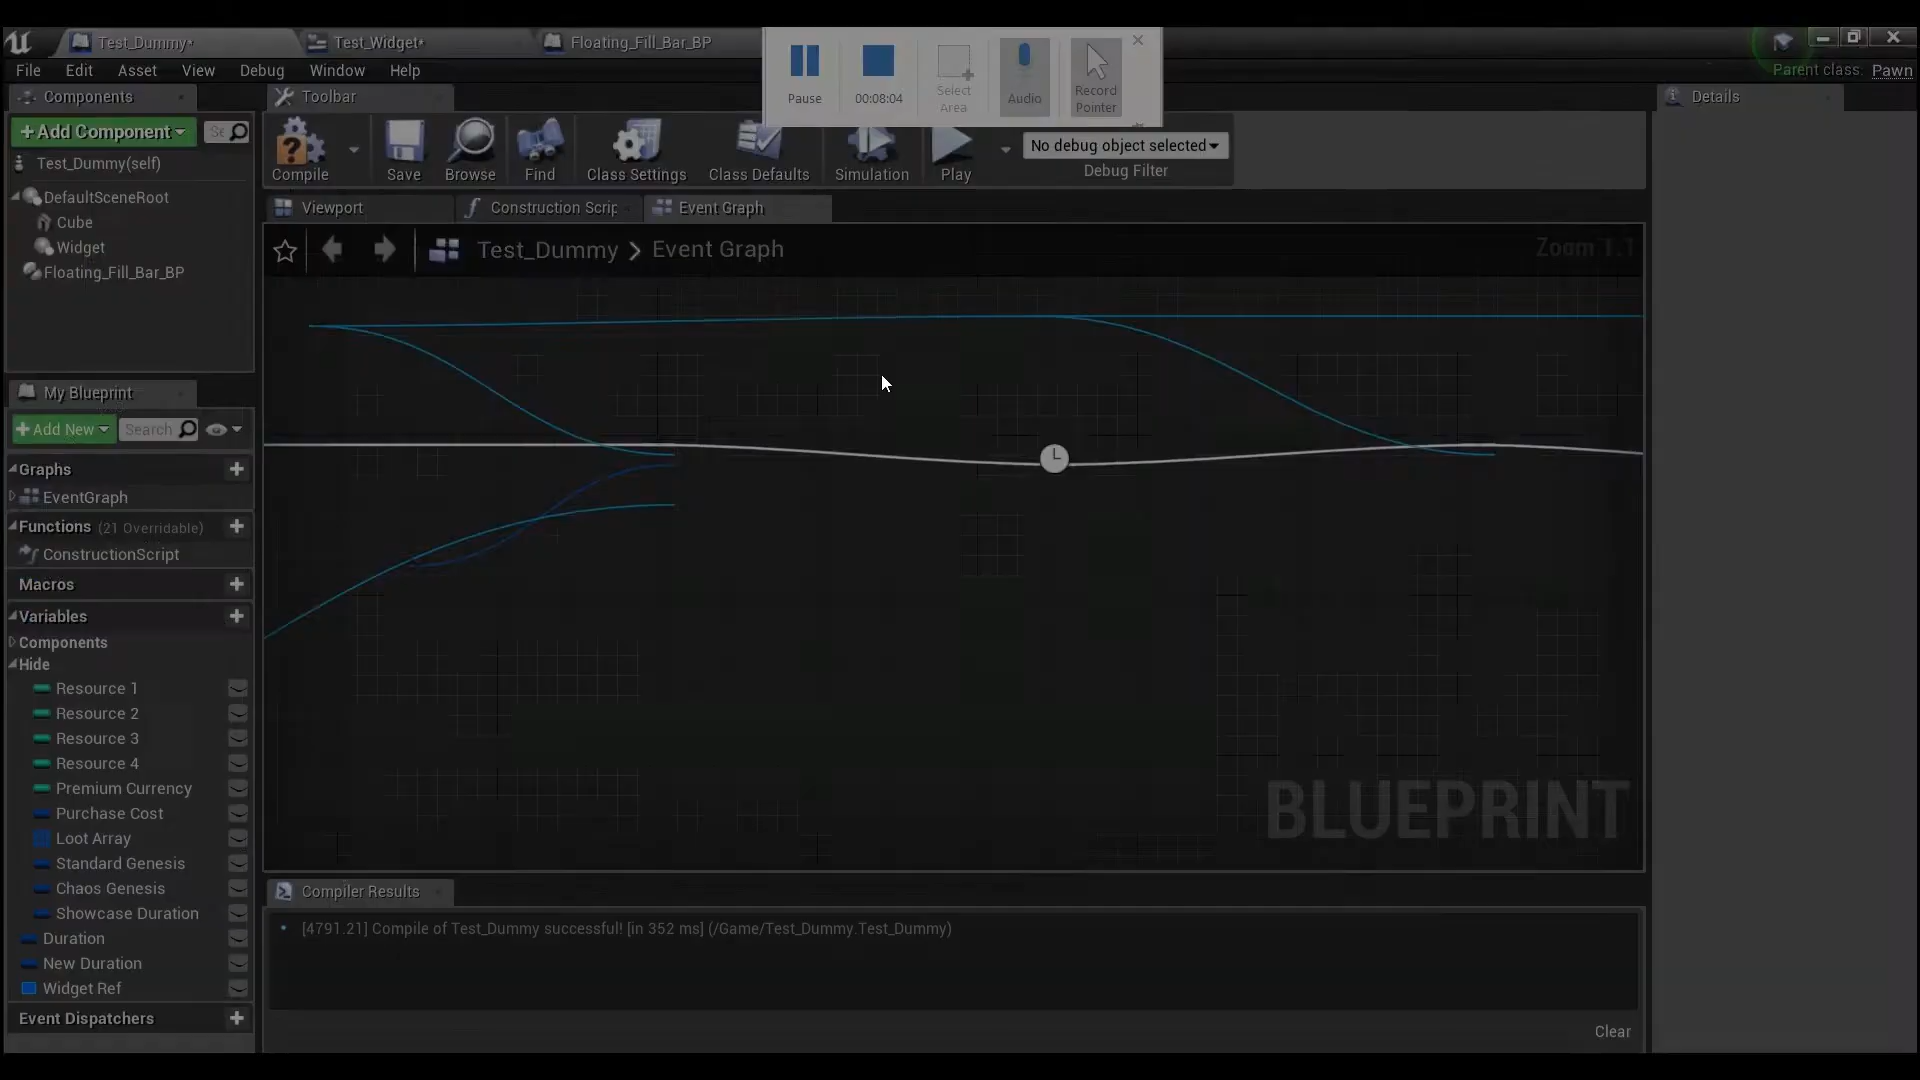 Test_Dummy*
Test_Widget*
Floating_Fill_Bar_BP
File
Edit
Asset
View
Debug
Window
Help
Parent class:
Pawn
Pause
00:08:04
Select
Area
Audio
Record
Pointer
Components
Toolbar
Details
Add Component
Se
Test_Dummy(self)
DefaultSceneRoot
Cube
Widget
Floating_Fill_Bar_BP
Compile
Save
Browse
Find
Class Settings
Class Defaults
Simulation
Play
No debug object selected
Debug Filter
Viewport
Construction Scrip
Event Graph
Test_Dummy > Event Graph
Zoom 1:1
My Blueprint
Add New
Search
Graphs
EventGraph
Functions (21 Overridable)
ConstructionScript
Macros
Variables
Components
Hide
Resource 1
Resource 2
Resource 3
Resource 4
Premium Currency
Purchase Cost
Loot Array
Standard Genesis
Chaos Genesis
Showcase Duration
Duration
New Duration
Widget Ref
Event Dispatchers
BLUEPRINT
Compiler Results
[4791.21] Compile of Test_Dummy successful! [in 352 ms] (/Game/Test_Dummy.Test_Dummy)
Clear